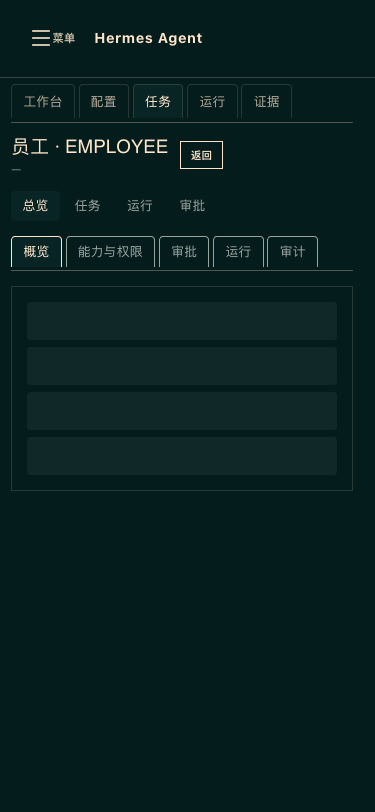 菜单 Hermes Agent
工作台 配置 任务 运行 证据
员工 · EMPLOYEE 返回
—
总览 任务 运行 审批
概览 能力与权限 审批 运行 审计